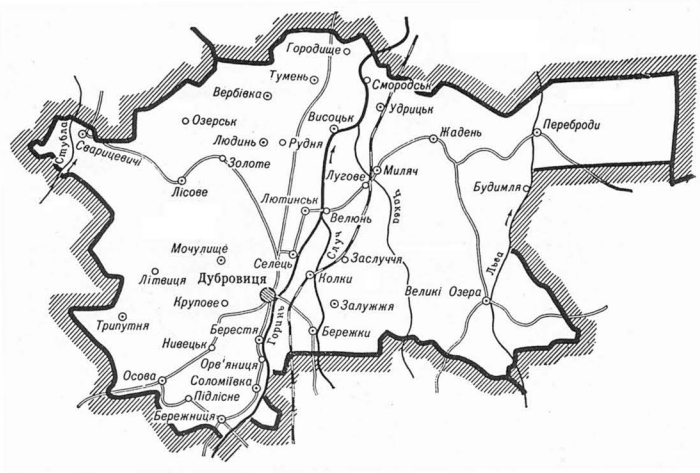 Городище
Тумень
Смородськ
Вербівка
Удрицьк
Озерськ
Висоцьк
Стубла
Сварицевичі
Людинь
Рудня
Жадень
Переброди
Золоте
Лугове
Миляч
Лісове
Чаква
Будимля
Лютинськ
Велюнь
Случ
Мочулище
Селець
Заслуччя
Льва
Літвиця
Дубровиця
Колки
Великі Озера
Крупове
Залужжя
Трипутня
Горинь
Берестя
Бережки
Нивецьк
Орв'яниця
Осова
Соломіївка
Підлісне
Бережниця